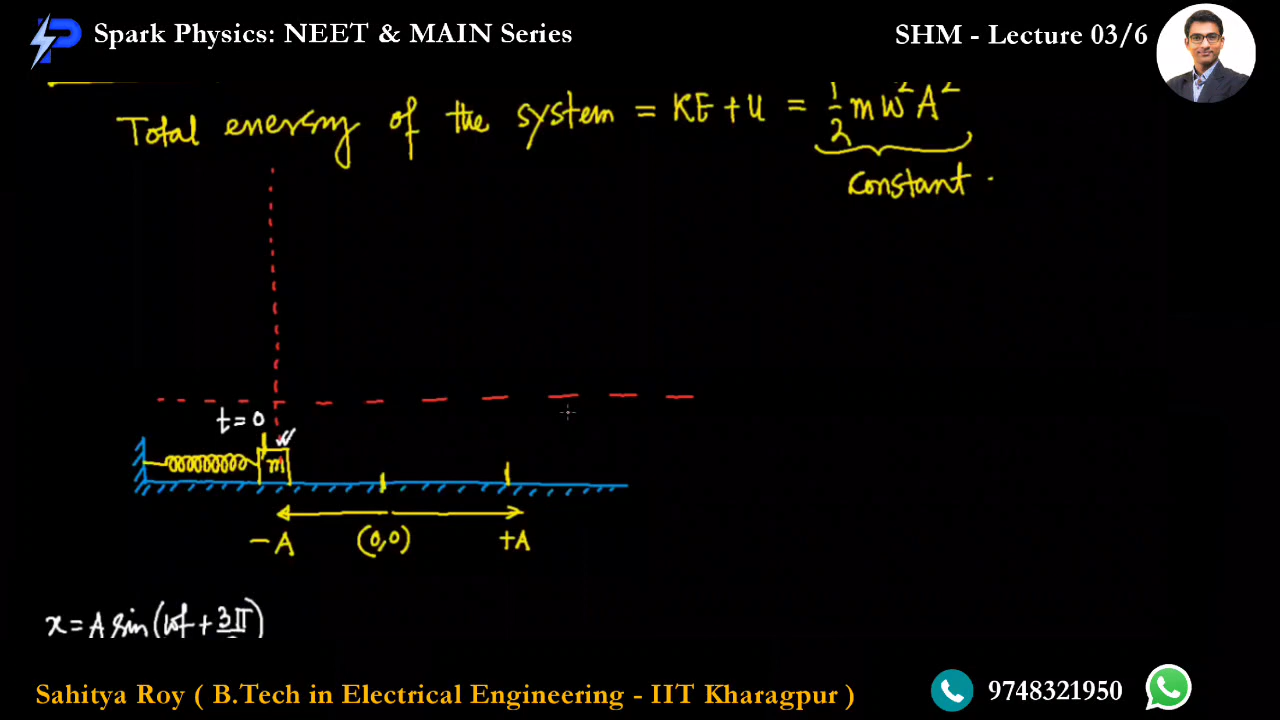 Spark Physics: NEET & MAIN Series
SHM - Lecture 03/6
Total energy of the system = KE + U = 1/2 mω²A²
constant.
t=0
m
-A (0,0) +A
x = A sin(ωt + 3π
Sahitya Roy ( B.Tech in Electrical Engineering - IIT Kharagpur )
9748321950